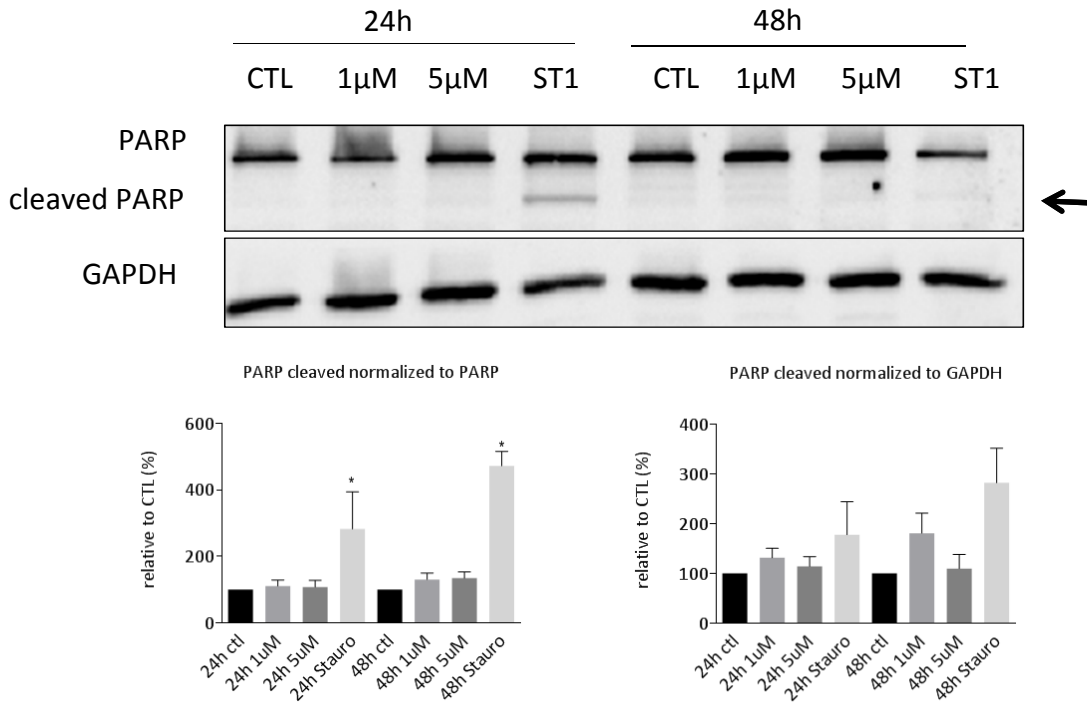 24h 48h
CTL 1µM 5µM ST1 CTL 1µM 5µM ST1
PARP
cleaved PARP
GAPDH
PARP cleaved normalized to PARP
600
400
200
0
relative to CTL (%)
* *
24h ctl 24h 1uM 24h 5uM 24h Stauro 48h ctl 48h 1uM 48h 5uM 48h Stauro
PARP cleaved normalized to GAPDH
400
300
200
100
0
relative to CTL (%)
24h ctl 24h 1uM 24h 5uM 24h Stauro 48h ctl 48h 1uM 48h 5uM 48h Stauro